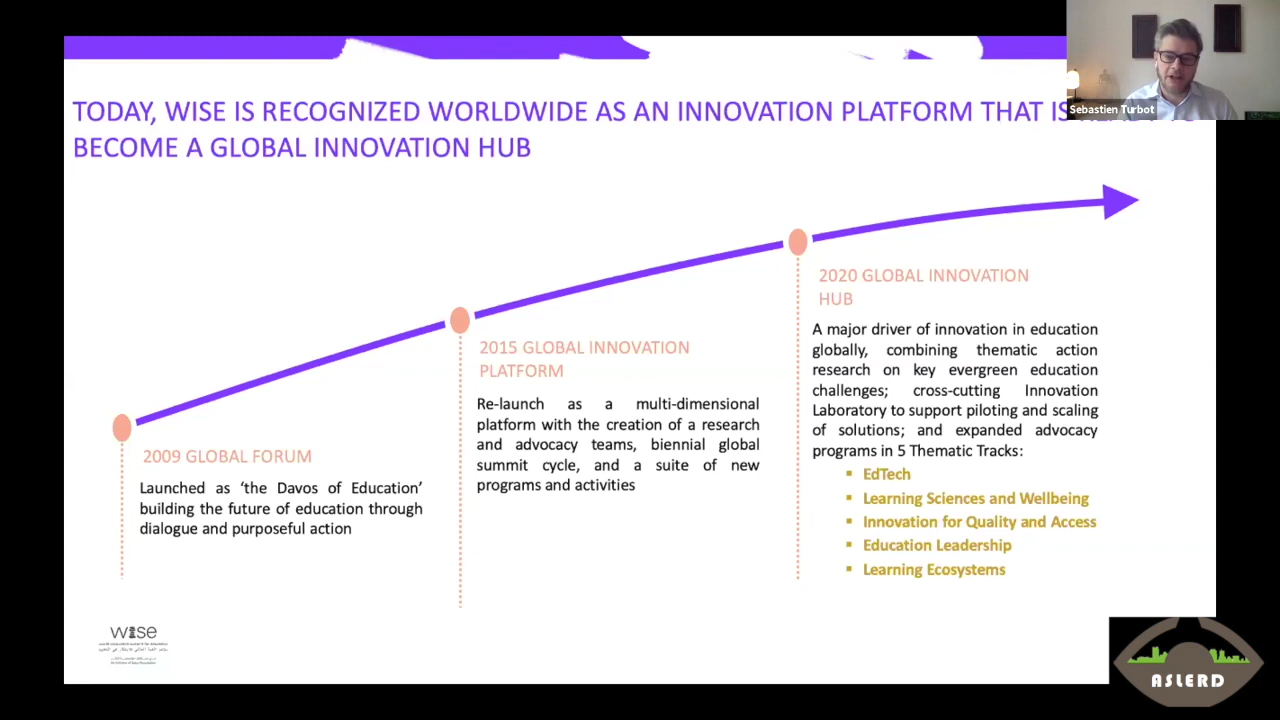 TODAY, WISE IS RECOGNIZED WORLDWIDE AS AN INNOVATION PLATFORM THAT IS
BECOME A GLOBAL INNOVATION HUB
Sebastien Turbot
2020 GLOBAL INNOVATION
HUB
A major driver of innovation in education
globally, combining thematic action
research on key evergreen education
challenges; cross-cutting Innovation
Laboratory to support piloting and scaling
of solutions; and expanded advocacy
programs in 5 Thematic Tracks:
▪ EdTech
▪ Learning Sciences and Wellbeing
▪ Innovation for Quality and Access
▪ Education Leadership
▪ Learning Ecosystems
2015 GLOBAL INNOVATION
PLATFORM
Re-launch as a multi-dimensional
platform with the creation of a research
and advocacy teams, biennial global
summit cycle, and a suite of new
programs and activities
2009 GLOBAL FORUM
Launched as ‘the Davos of Education’
building the future of education through
dialogue and purposeful action
wise
ASLERD